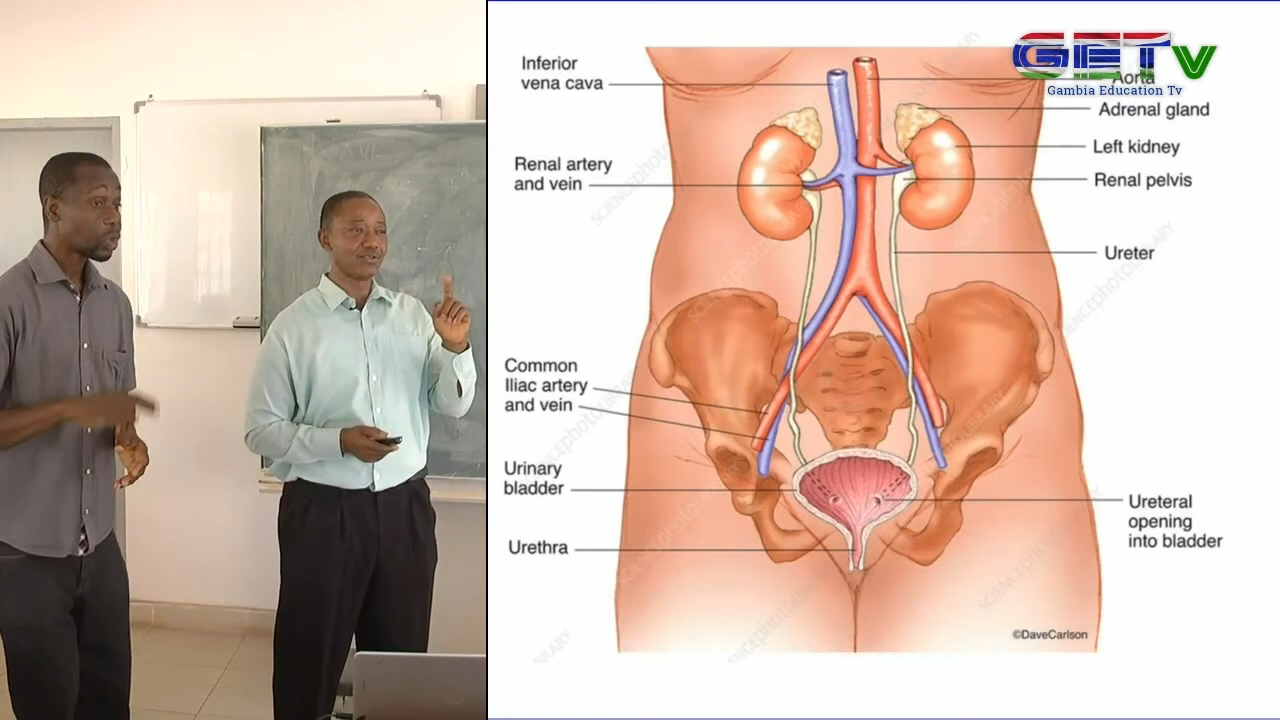 GETV
Gambia Education Tv
Inferior
vena cava
Aorta
Adrenal gland
Left kidney
Renal artery
and vein
Renal pelvis
Ureter
Common
Iliac artery
and vein
Urinary
bladder
Ureteral
opening
into bladder
Urethra
©DaveCarlson